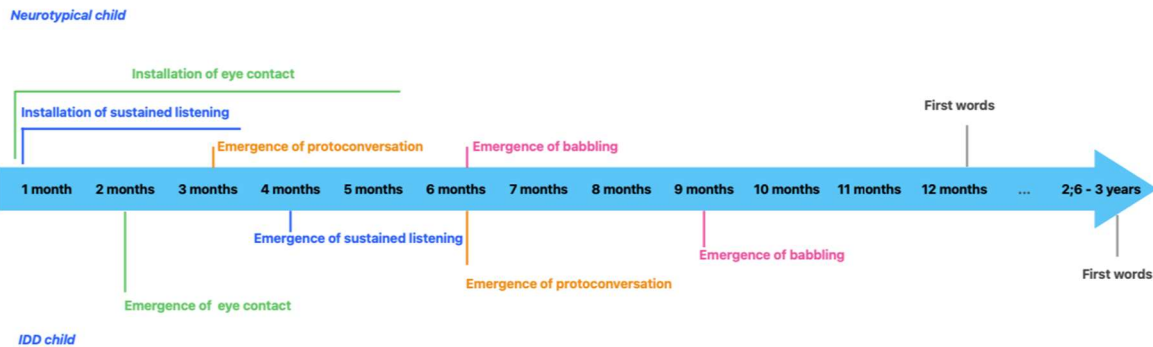 Neurotypical child
Installation of eye contact
Installation of sustained listening
First words
Emergence of protoconversation
Emergence of babbling
1 month 2 months 3 months 4 months 5 months 6 months 7 months 8 months 9 months 10 months 11 months 12 months ... 2;6 - 3 years
Emergence of sustained listening
Emergence of babbling
First words
Emergence of protoconversation
Emergence of eye contact
IDD child